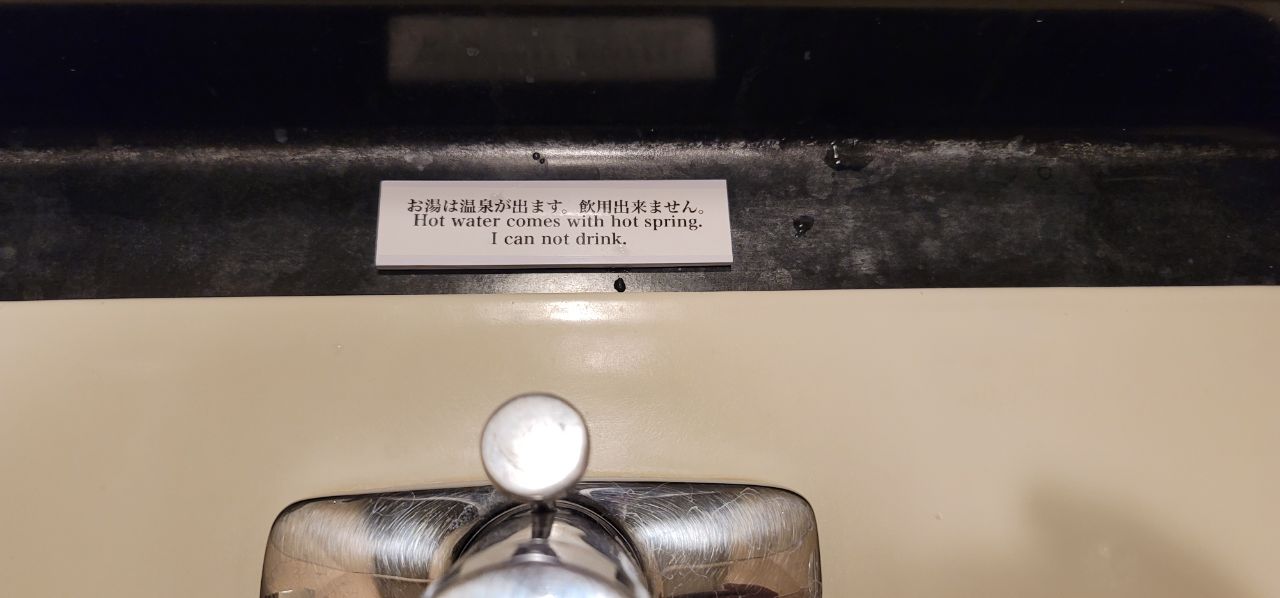 お湯は温泉が出ます。飲用出来ません。
Hot water comes with hot spring.
I can not drink.